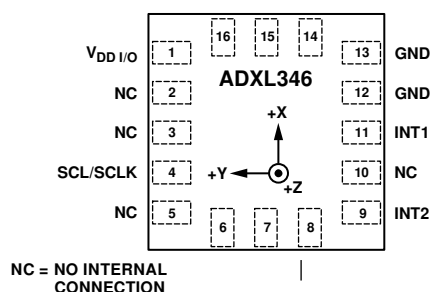 16 15 14
VDD I/O 1 13 GND
ADXL346
NC 2 12 GND
+X
NC 3 11 INT1
SCL/SCLK 4 +Y 10 NC
+Z
NC 5 9 INT2
6 7 8
NC = NO INTERNAL
CONNECTION